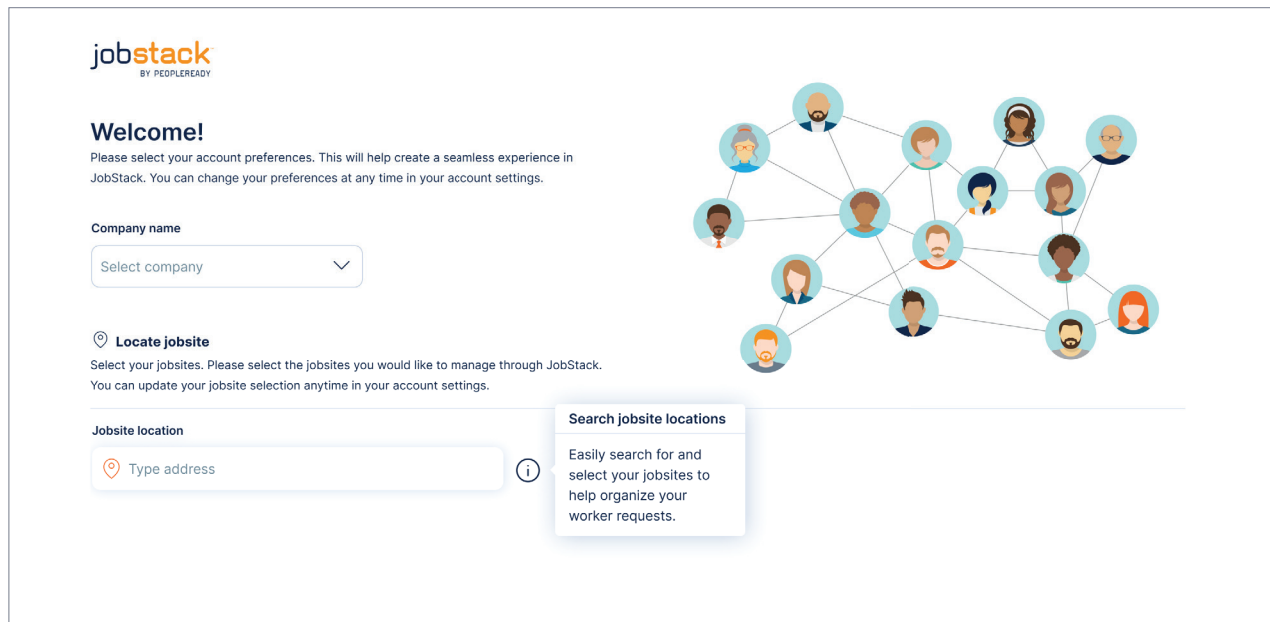 jobstack
BY PEOPLEREADY
Welcome!
Please select your account preferences. This will help create a seamless experience in
JobStack. You can change your preferences at any time in your account settings.
Company name
Select company
Locate jobsite
Select your jobsites. Please select the jobsites you would like to manage through JobStack.
You can update your jobsite selection anytime in your account settings.
Jobsite location
Type address
i
Search jobsite locations
Easily search for and
select your jobsites to
help organize your
worker requests.